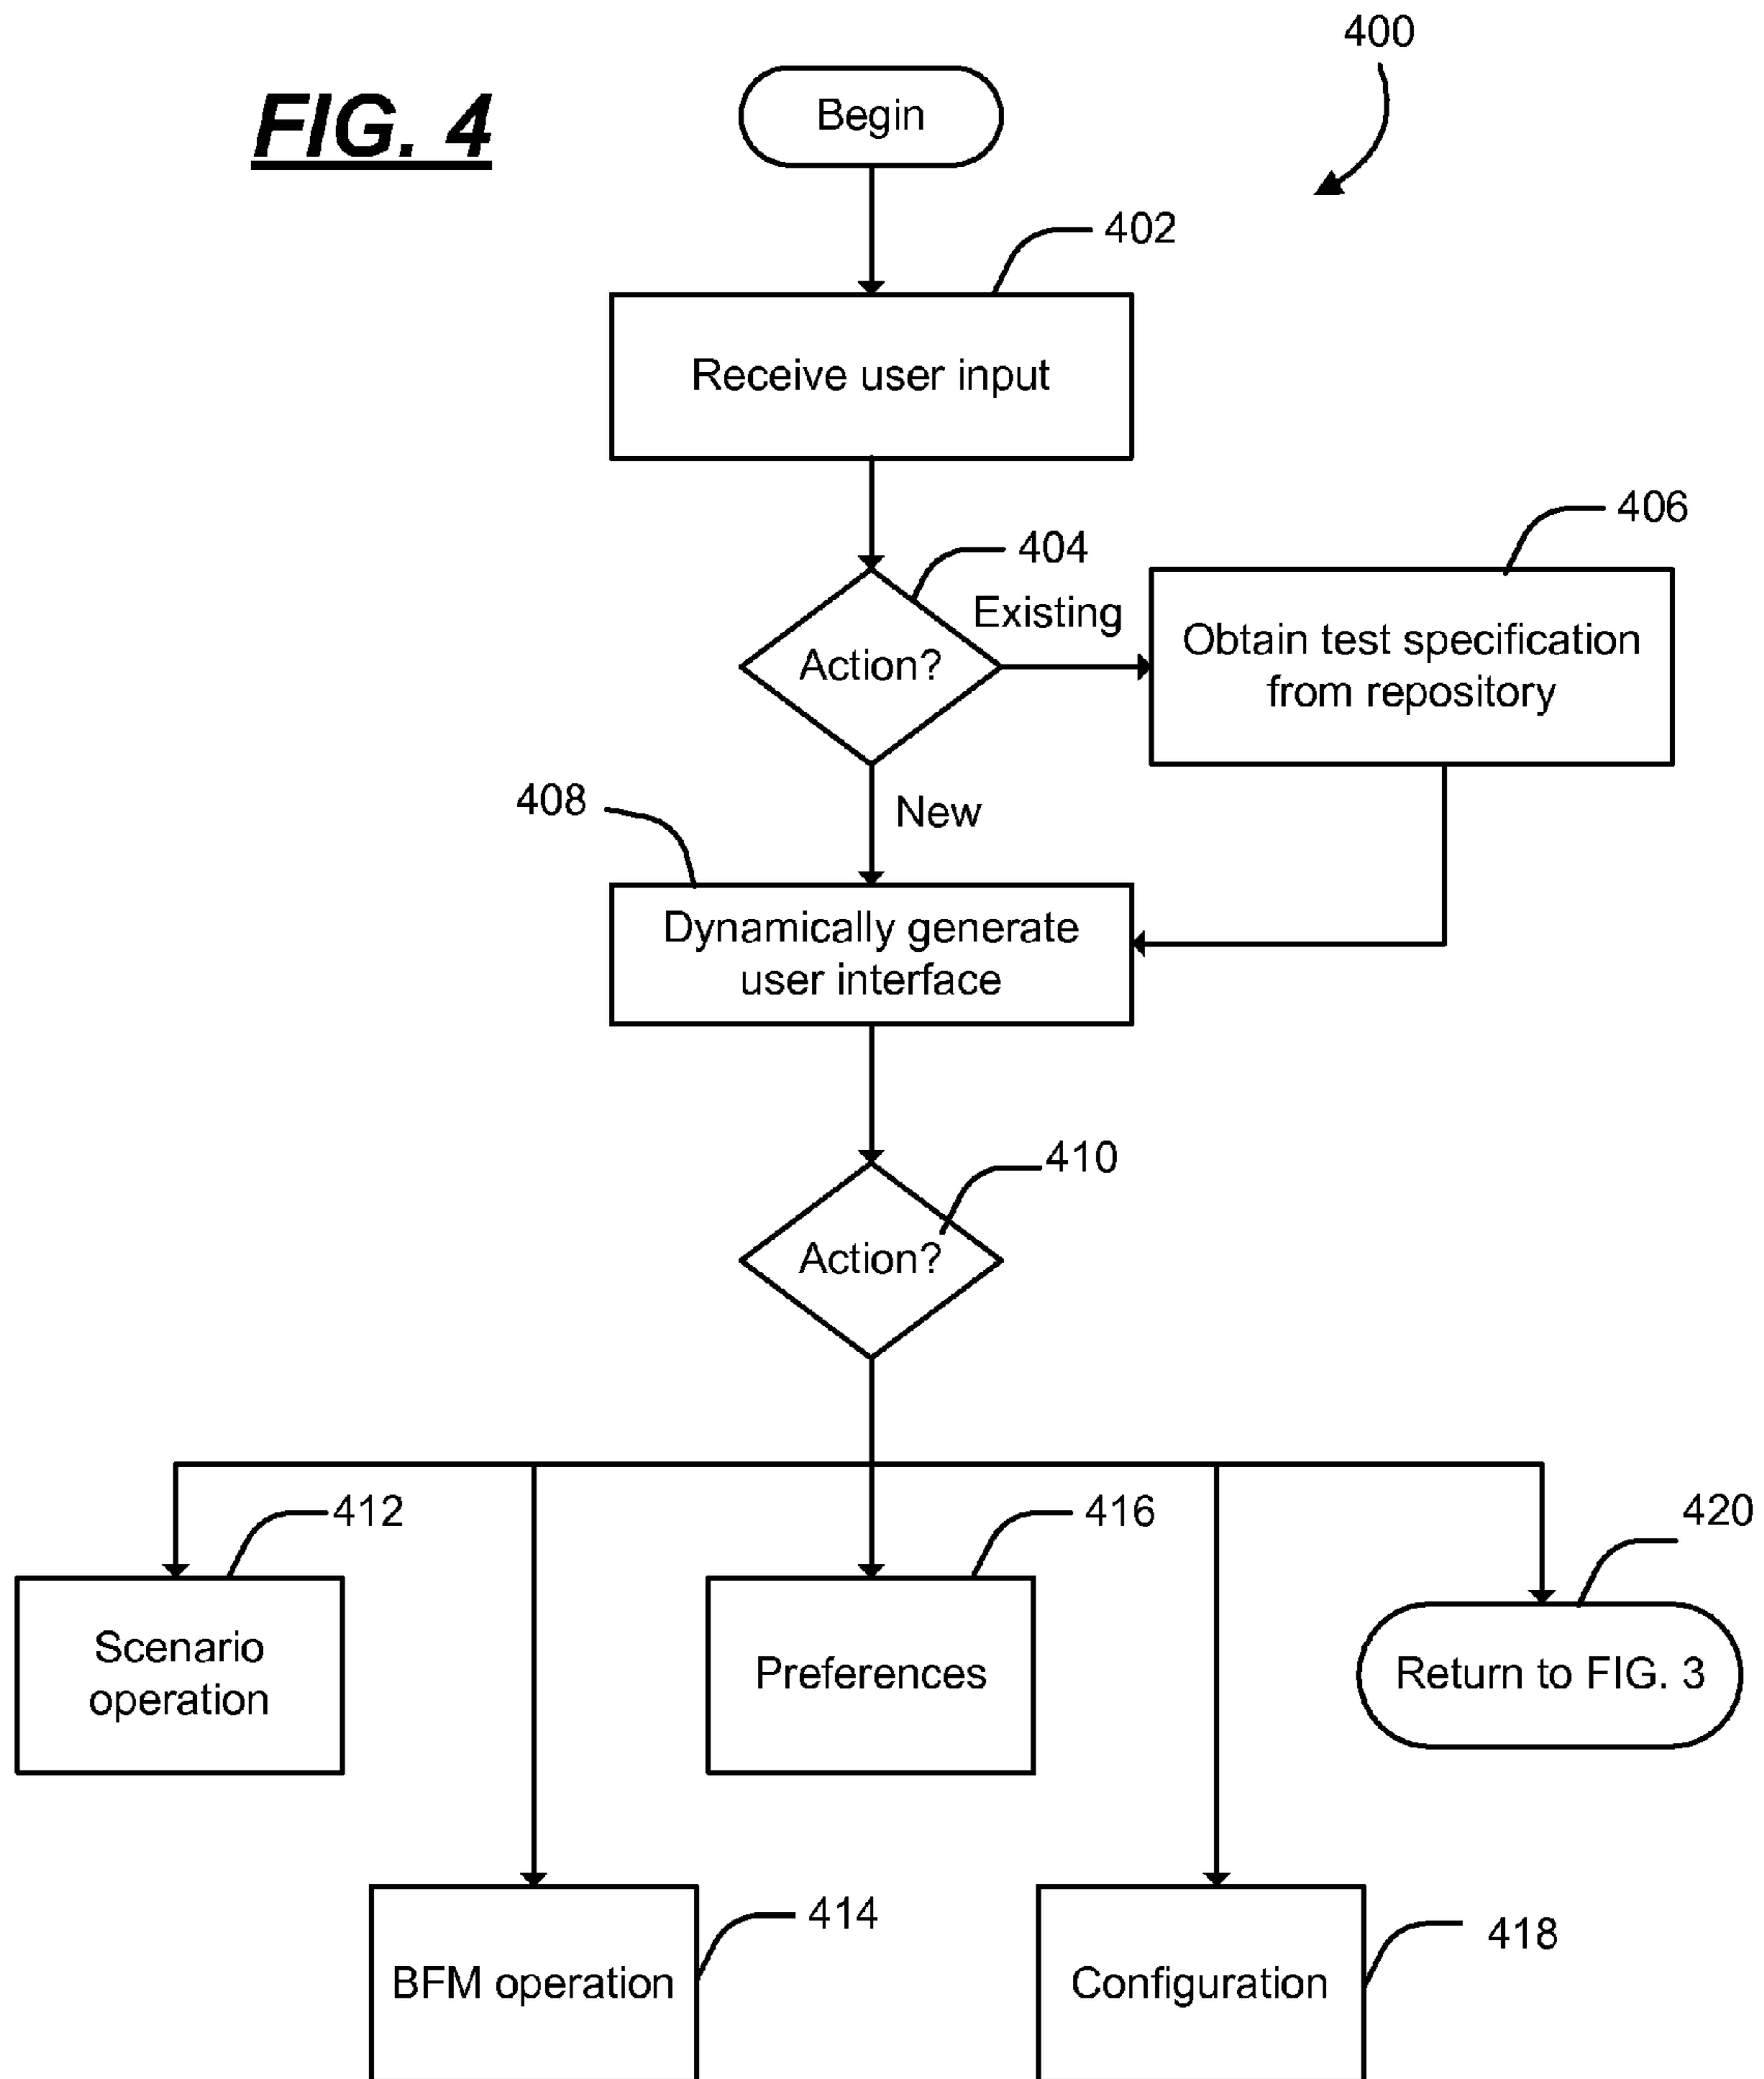 FIG. 4
400
Begin
402
Receive user input
404
406
Existing
Action?
Obtain test specification
from repository
408
New
Dynamically generate
user interface
410
Action?
412
416
420
Scenario
operation
Preferences
Return to FIG. 3
414
418
BFM operation
Configuration